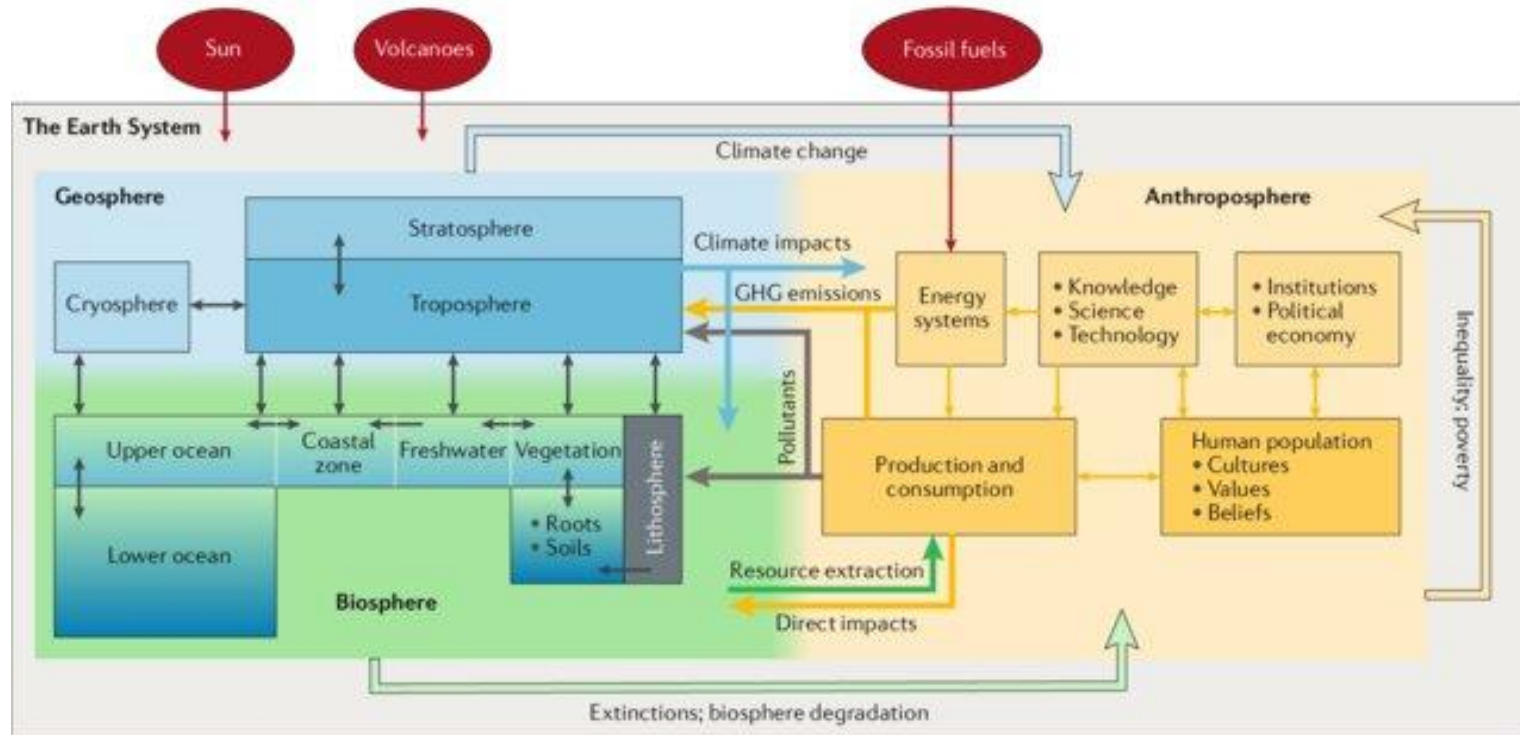 Sun
Volcanoes
Fossil fuels
The Earth System
Climate change
Geosphere
Anthroposphere
Stratosphere
Climate impacts
Cryosphere
Troposphere
GHG emissions
Energy
systems
• Knowledge
• Science
• Technology
• Institutions
• Political
economy
Inequality; poverty
Pollutants
Upper ocean
Coastal
zone
Freshwater
Vegetation
Lithosphere
Production and
consumption
Human population
• Cultures
• Values
• Beliefs
• Roots
• Soils
Lower ocean
Resource extraction
Biosphere
Direct impacts
Extinctions; biosphere degradation